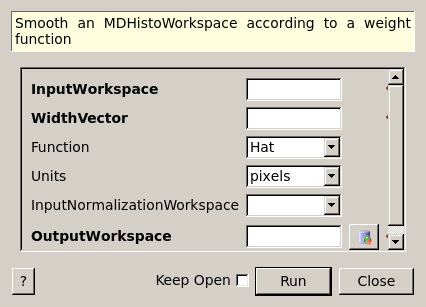 Smooth an MDHistoWorkspace according to a weight
function
InputWorkspace
WidthVector
Function Hat
Units pixels
InputNormalizationWorkspace
OutputWorkspace
? Keep Open Run Close